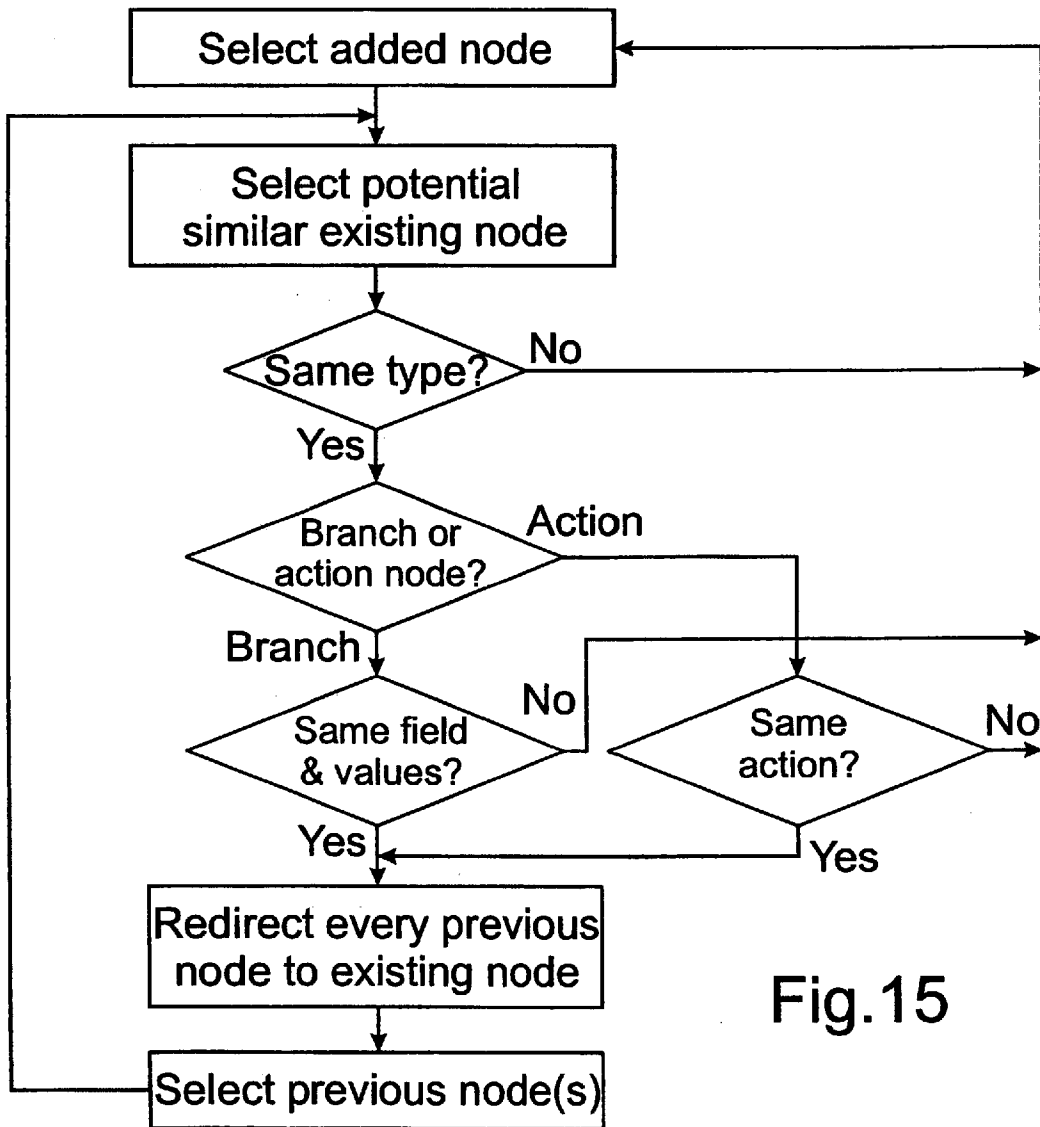 Select added node
Select potential
similar existing node
Same type?
No
Yes
Branch or
action node?
Action
Branch
Same field
& values?
No
Same
action?
No
Yes
Yes
Redirect every previous
node to existing node
Select previous node(s)
Fig.15